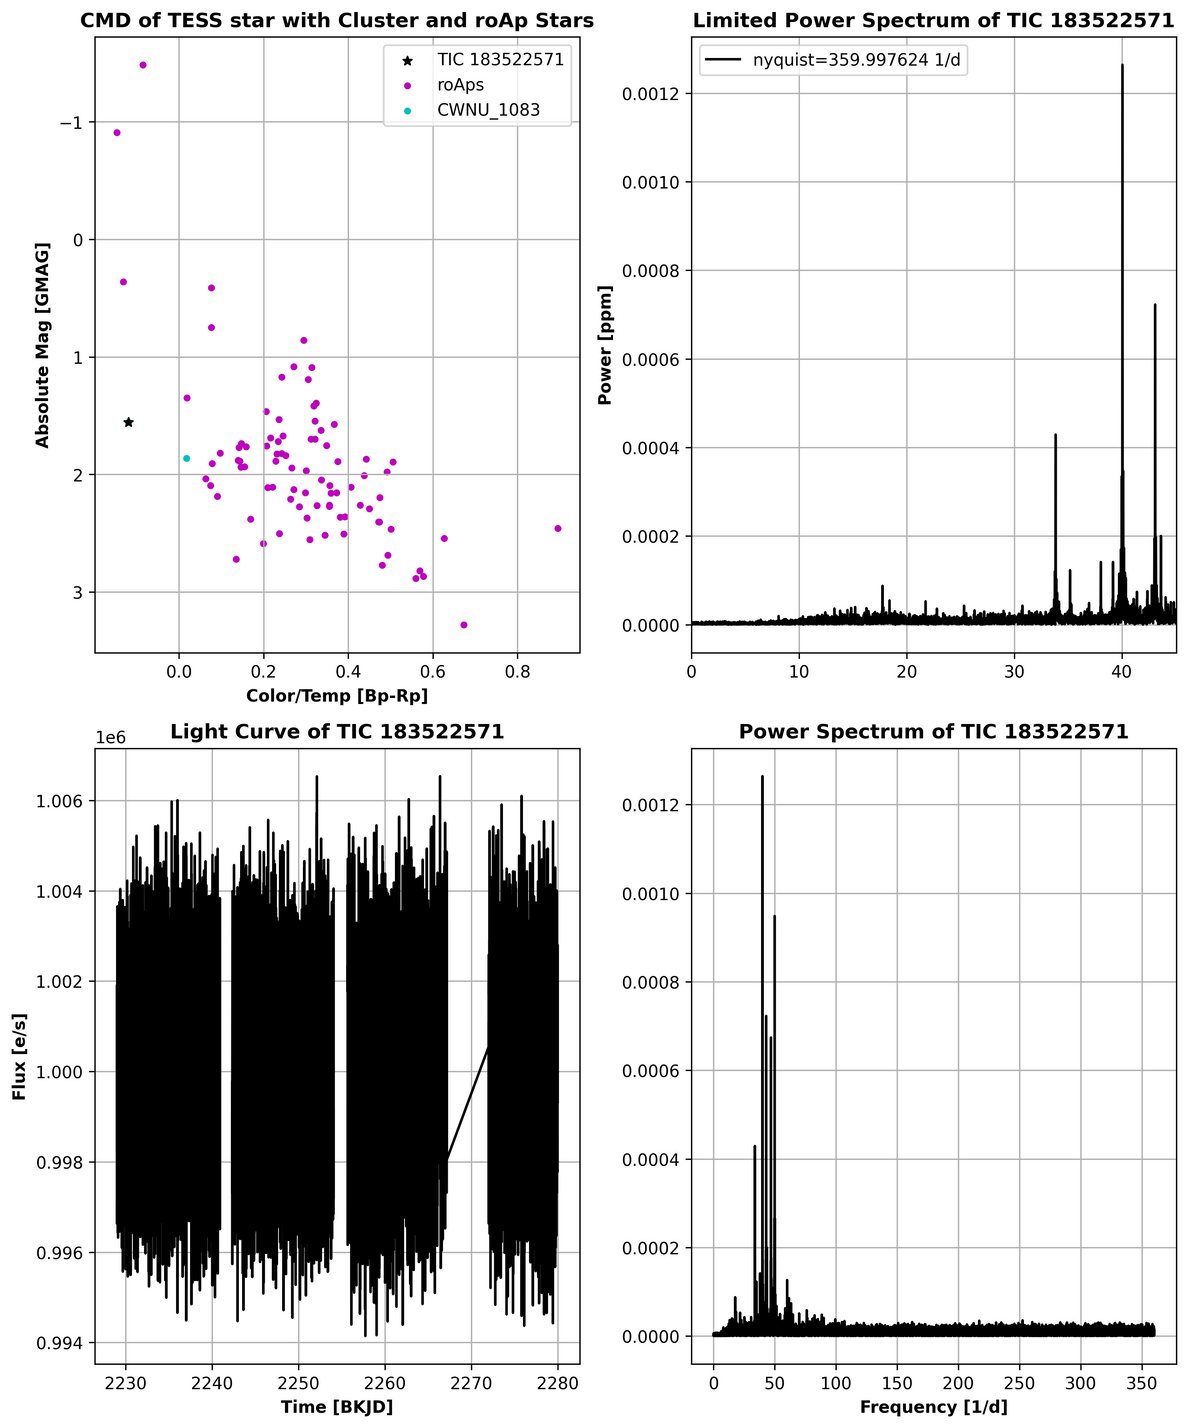 CMD of TESS star with Cluster and roAp Stars
TIC 183522571
roAps
CWNU_1083
−1
0
1
2
3
0.0 0.2 0.4 0.6 0.8
Absolute Mag [GMAG]
Color/Temp [Bp-Rp]
Limited Power Spectrum of TIC 183522571
nyquist=359.997624 1/d
0.0012
0.0010
0.0008
0.0006
0.0004
0.0002
0.0000
0 10 20 30 40
Power [ppm]
Light Curve of TIC 183522571
1e6
1.006
1.004
1.002
1.000
0.998
0.996
0.994
2230 2240 2250 2260 2270 2280
Flux [e/s]
Time [BKJD]
Power Spectrum of TIC 183522571
0.0012
0.0010
0.0008
0.0006
0.0004
0.0002
0.0000
0 50 100 150 200 250 300 350
Frequency [1/d]